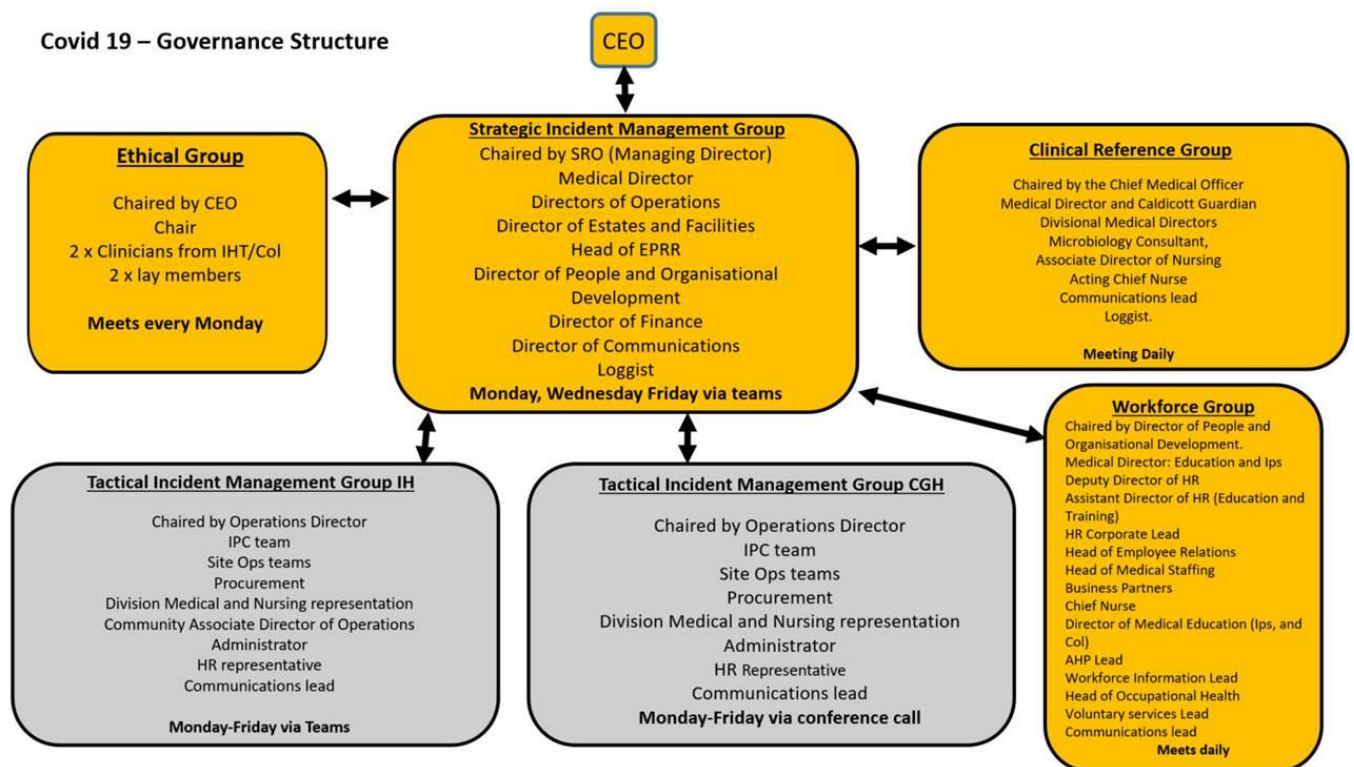 Covid 19 – Governance Structure
CEO
Ethical Group
Chaired by CEO
Chair
2 x Clinicians from IHT/Col
2 x lay members
Meets every Monday
Strategic Incident Management Group
Chaired by SRO (Managing Director)
Medical Director
Directors of Operations
Director of Estates and Facilities
Head of EPRR
Director of People and Organisational
Development
Director of Finance
Director of Communications
Loggist
Monday, Wednesday Friday via teams
Clinical Reference Group
Chaired by the Chief Medical Officer
Medical Director and Caldicott Guardian
Divisional Medical Directors
Microbiology Consultant,
Associate Director of Nursing
Acting Chief Nurse
Communications lead
Loggist.
Meeting Daily
Tactical Incident Management Group IH
Chaired by Operations Director
IPC team
Site Ops teams
Procurement
Division Medical and Nursing representation
Community Associate Director of Operations
Administrator
HR representative
Communications lead
Monday-Friday via Teams
Tactical Incident Management Group CGH
Chaired by Operations Director
IPC team
Site Ops teams
Procurement
Division Medical and Nursing representation
Administrator
HR Representative
Communications lead
Monday-Friday via conference call
Workforce Group
Chaired by Director of People and
Organisational Development.
Medical Director: Education and Ips
Deputy Director of HR
Assistant Director of HR (Education and
Training)
HR Corporate Lead
Head of Employee Relations
Head of Medical Staffing
Business Partners
Chief Nurse
Director of Medical Education (Ips, and
Col)
AHP Lead
Workforce Information Lead
Head of Occupational Health
Voluntary services Lead
Communications lead
Meets daily